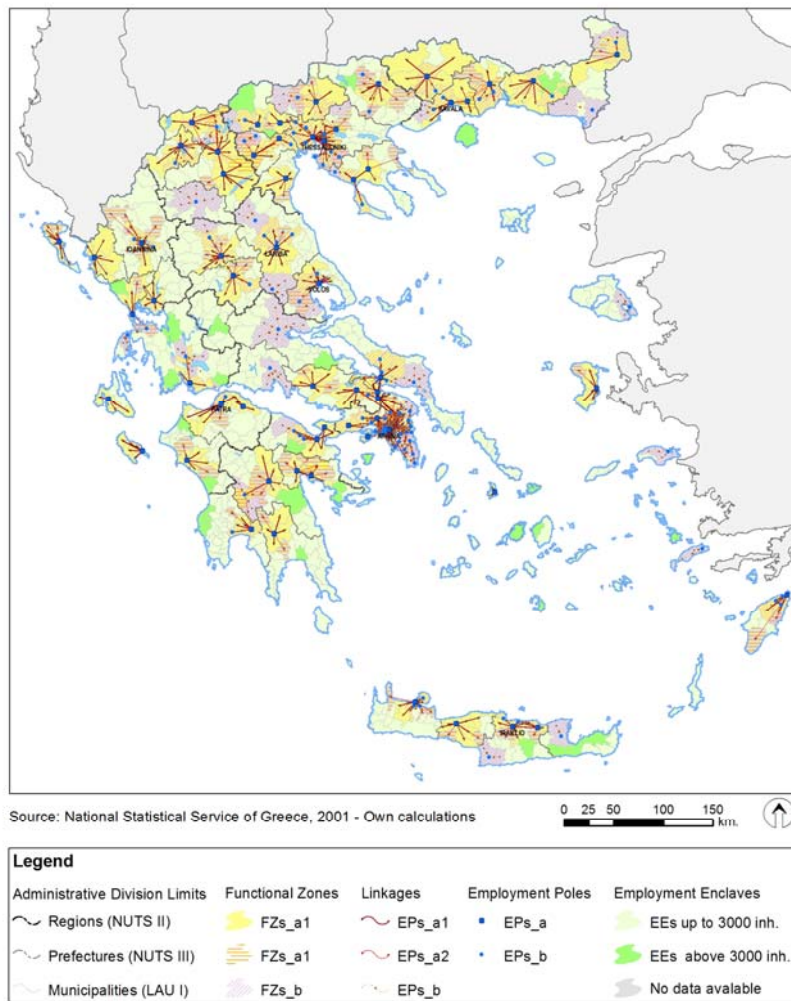 KAVALA
THESSALONIKI
IOANNINA
LARISA
VOLOS
PATRA
IRAKLIO
Source: National Statistical Service of Greece, 2001 - Own calculations
0 25 50 100 150
km.
Legend
Administrative Division Limits
Regions (NUTS II)
Prefectures (NUTS III)
Municipalities (LAU I)
Functional Zones
FZs_a1
FZs_a1
FZs_b
Linkages
EPs_a1
EPs_a2
EPs_b
Employment Poles
EPs_a
EPs_b
Employment Enclaves
EEs up to 3000 inh.
EEs above 3000 inh.
No data available